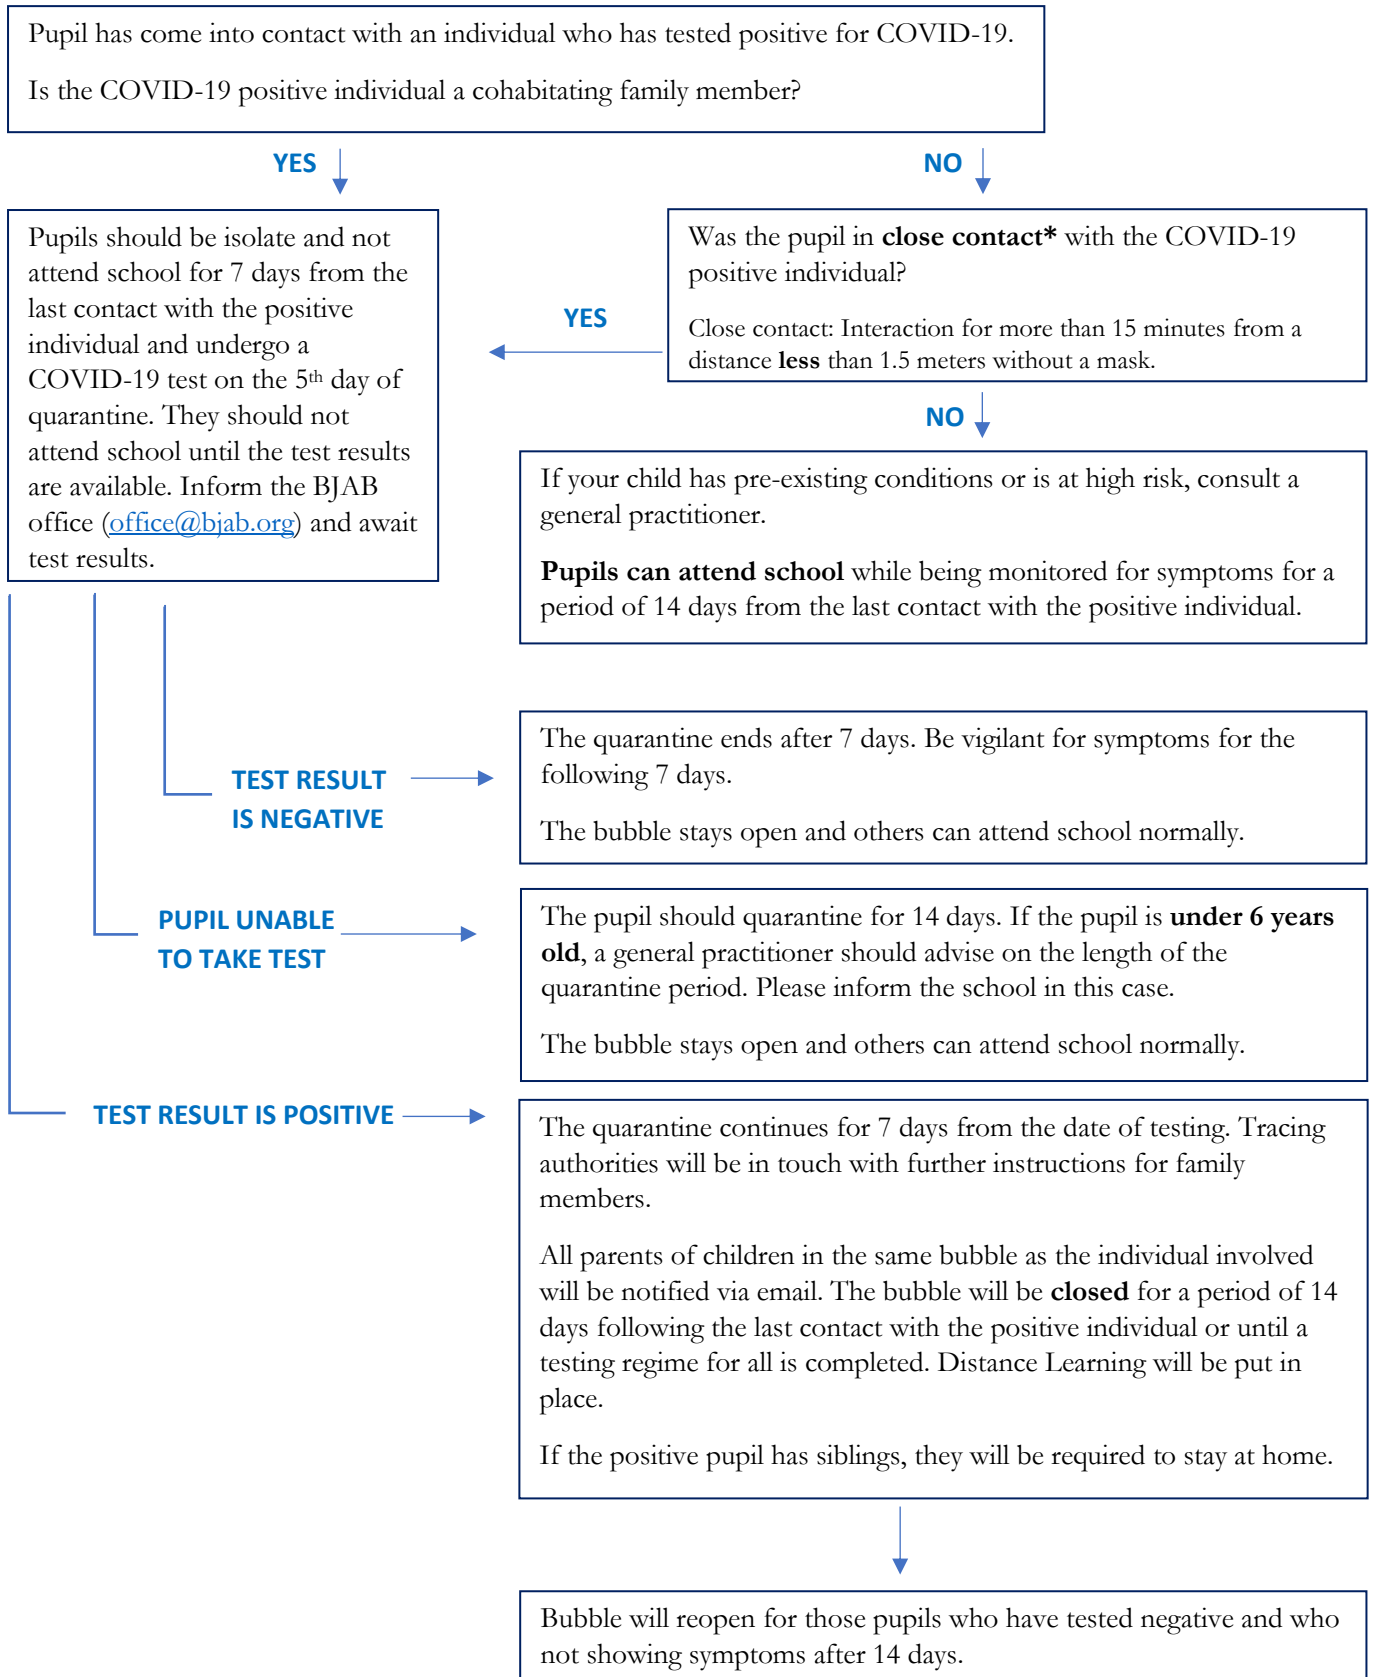 Pupil has come into contact with an individual who has tested positive for COVID-19.
Is the COVID-19 positive individual a cohabitating family member?
YES
NO
Pupils should be isolate and not
attend school for 7 days from the
last contact with the positive
individual and undergo a
COVID-19 test on the 5th day of
quarantine. They should not
attend school until the test results
are available. Inform the BJAB
office (office@bjab.org) and await
test results.
Was the pupil in close contact* with the COVID-19
positive individual?
Close contact: Interaction for more than 15 minutes from a
distance less than 1.5 meters without a mask.
YES
NO
If your child has pre-existing conditions or is at high risk, consult a
general practitioner.
Pupils can attend school while being monitored for symptoms for a
period of 14 days from the last contact with the positive individual.
TEST RESULT
IS NEGATIVE
The quarantine ends after 7 days. Be vigilant for symptoms for the
following 7 days.
The bubble stays open and others can attend school normally.
PUPIL UNABLE
TO TAKE TEST
The pupil should quarantine for 14 days. If the pupil is under 6 years
old, a general practitioner should advise on the length of the
quarantine period. Please inform the school in this case.
The bubble stays open and others can attend school normally.
TEST RESULT IS POSITIVE
The quarantine continues for 7 days from the date of testing. Tracing
authorities will be in touch with further instructions for family
members.
All parents of children in the same bubble as the individual involved
will be notified via email. The bubble will be closed for a period of 14
days following the last contact with the positive individual or until a
testing regime for all is completed. Distance Learning will be put in
place.
If the positive pupil has siblings, they will be required to stay at home.
Bubble will reopen for those pupils who have tested negative and who
not showing symptoms after 14 days.